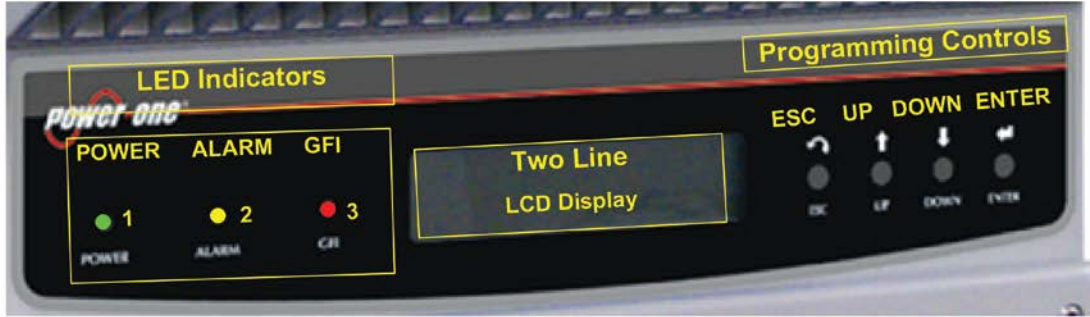 LED Indicators
Programming Controls
power-one
POWER ALARM GFI
ESC UP DOWN ENTER
Two Line
LCD Display
1
2
3
POWER
ALARM
GFI
ESC
UP
DOWN
ENTER